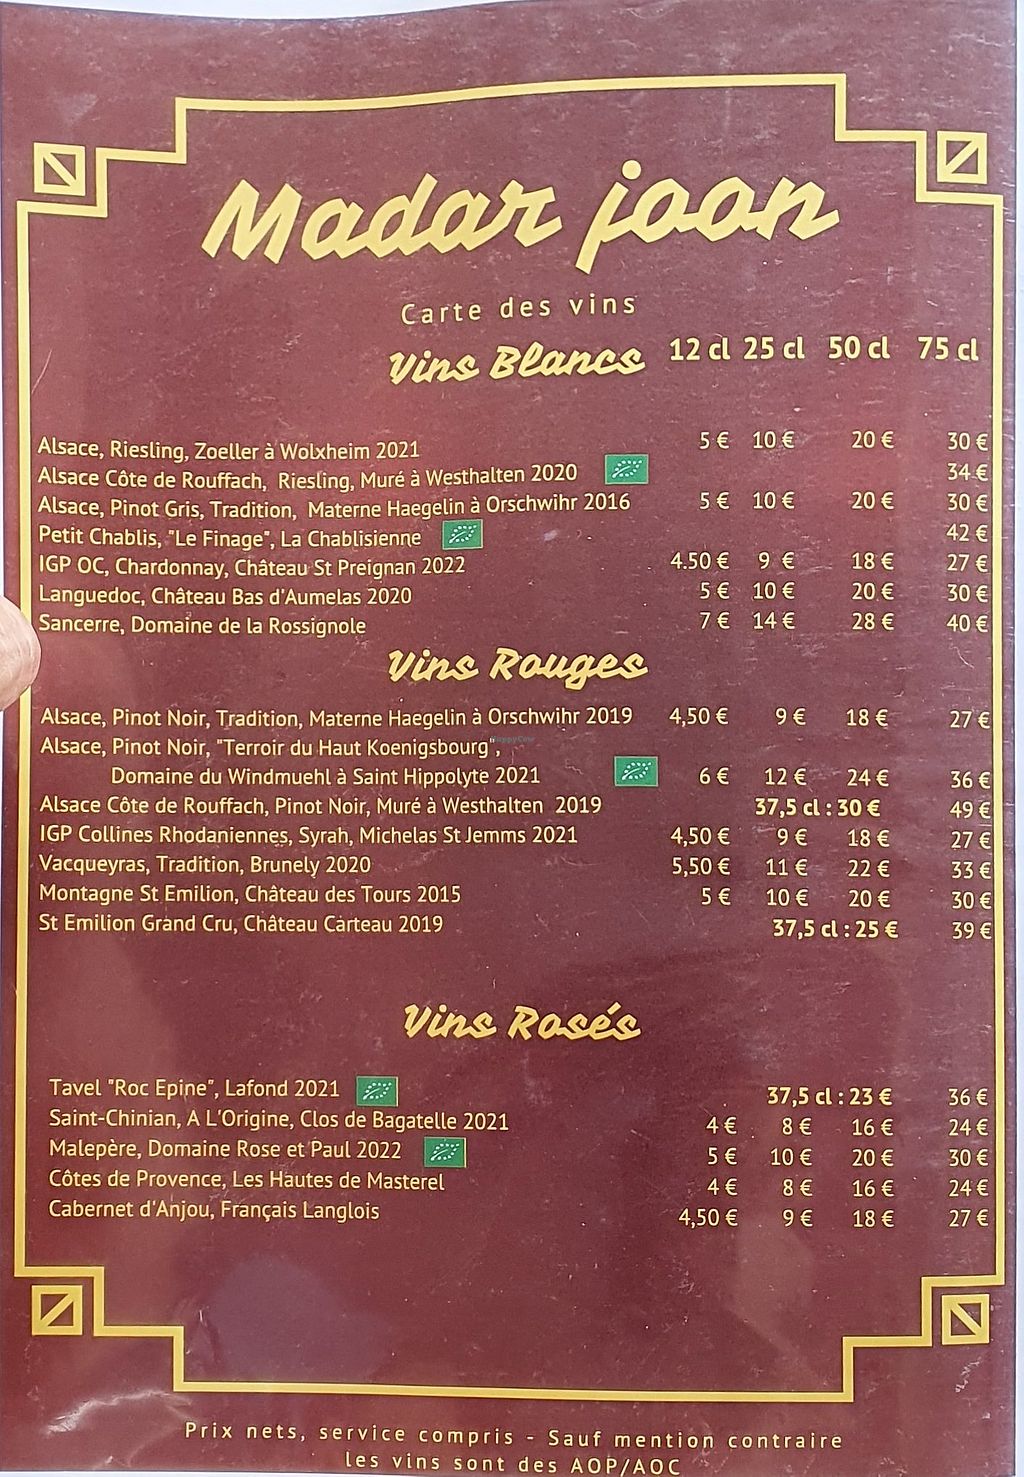 Madar joon
Carte des vins
Vins Blancs 12 cl 25 cl 50 cl 75 cl
Alsace, Riesling, Zoeller à Wolxheim 2021 5 € 10 € 20 € 30 €
Alsace Côte de Rouffach, Riesling, Muré à Westhalten 2020 34 €
Alsace, Pinot Gris, Tradition, Materne Haegelin à Orschwihr 2016 5 € 10 € 20 € 30 €
Petit Chablis, "Le Finage", La Chablisienne 42 €
IGP OC, Chardonnay, Château St Preignan 2022 4.50 € 9 € 18 € 27 €
Languedoc, Château Bas d'Aumelas 2020 5 € 10 € 20 € 30 €
Sancerre, Domaine de la Rossignole 7 € 14 € 28 € 40 €
Vins Rouges
Alsace, Pinot Noir, Tradition, Materne Haegelin à Orschwihr 2019 4,50 € 9 € 18 € 27 €
Alsace, Pinot Noir, "Terroir du Haut Koenigsbourg",
Domaine du Windmuehl à Saint Hippolyte 2021 6 € 12 € 24 € 36 €
Alsace Côte de Rouffach, Pinot Noir, Muré à Westhalten 2019 37,5 cl : 30 € 49 €
IGP Collines Rhodaniennes, Syrah, Michelas St Jemms 2021 4,50 € 9 € 18 € 27 €
Vacqueyras, Tradition, Brunely 2020 5,50 € 11 € 22 € 33 €
Montagne St Emilion, Château des Tours 2015 5 € 10 € 20 € 30 €
St Emilion Grand Cru, Château Carteau 2019 37,5 cl : 25 € 39 €
Vins Rosés
Tavel "Roc Epine", Lafond 2021 37,5 cl : 23 € 36 €
Saint-Chinian, A L'Origine, Clos de Bagatelle 2021 4 € 8 € 16 € 24 €
Malepère, Domaine Rose et Paul 2022 5 € 10 € 20 € 30 €
Côtes de Provence, Les Hautes de Masterel 4 € 8 € 16 € 24 €
Cabernet d'Anjou, Français Langlois 4,50 € 9 € 18 € 27 €
Prix nets, service compris - Sauf mention contraire
les vins sont des AOP/AOC